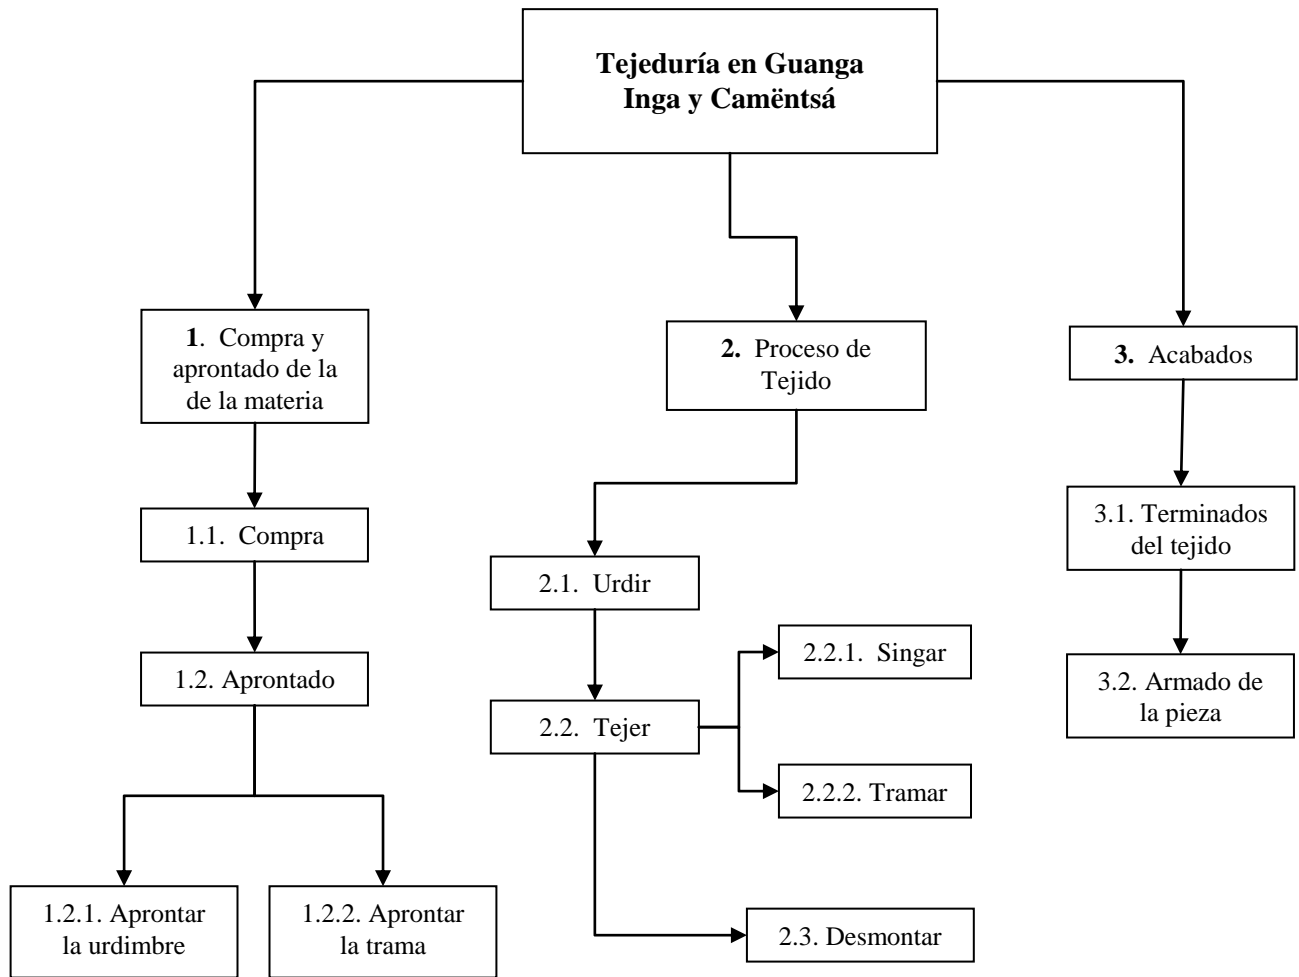 Tejeduría en Guanga
Inga y Camëntsá
1.  Compra y
aprontado de la
de la materia
2.  Proceso de
Tejido
3.  Acabados
1.1.  Compra
3.1. Terminados
del tejido
2.1.  Urdir
1.2. Aprontado
2.2.1.  Singar
3.2. Armado de
la pieza
2.2.  Tejer
2.2.2. Tramar
1.2.1. Aprontar
la urdimbre
1.2.2. Aprontar
la trama
2.3. Desmontar